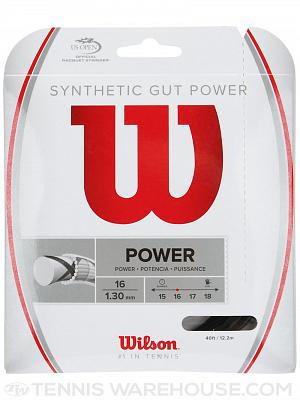 US OPEN
OFFICIAL
RACQUET STRINGER
SYNTHETIC GUT POWER
W
POWER
POWER • POTENCIA • PUISSANCE
16
1.30 mm
15 16 17 18
Wilson
#1 IN TENNIS
40ft / 12.2m
TW TENNIS WAREHOUSE.COM